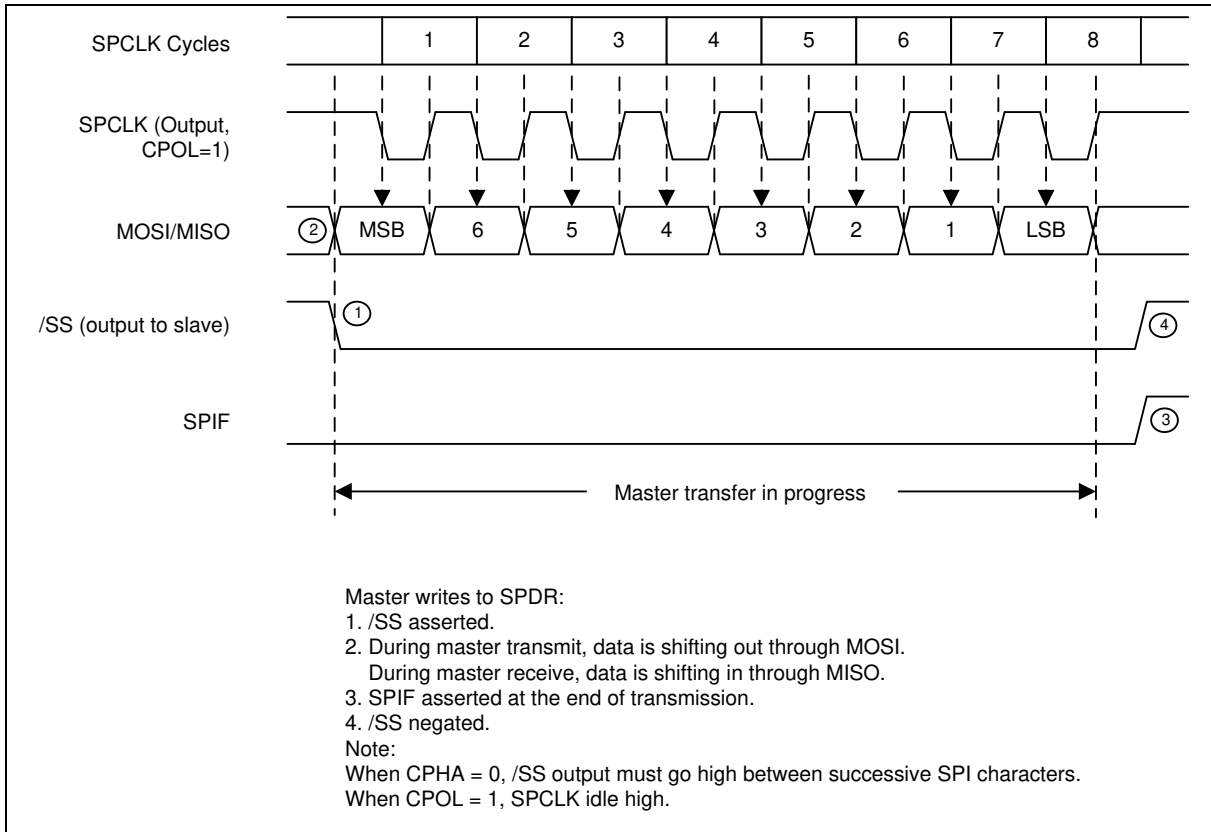 SPCLK Cycles 1 2 3 4 5 6 7 8
SPCLK (Output,
CPOL=1)
MOSI/MISO 2 MSB 6 5 4 3 2 1 LSB
/SS (output to slave) 1 4
SPIF 3
Master transfer in progress
Master writes to SPDR:
1. /SS asserted.
2. During master transmit, data is shifting out through MOSI.
During master receive, data is shifting in through MISO.
3. SPIF asserted at the end of transmission.
4. /SS negated.
Note:
When CPHA = 0, /SS output must go high between successive SPI characters.
When CPOL = 1, SPCLK idle high.